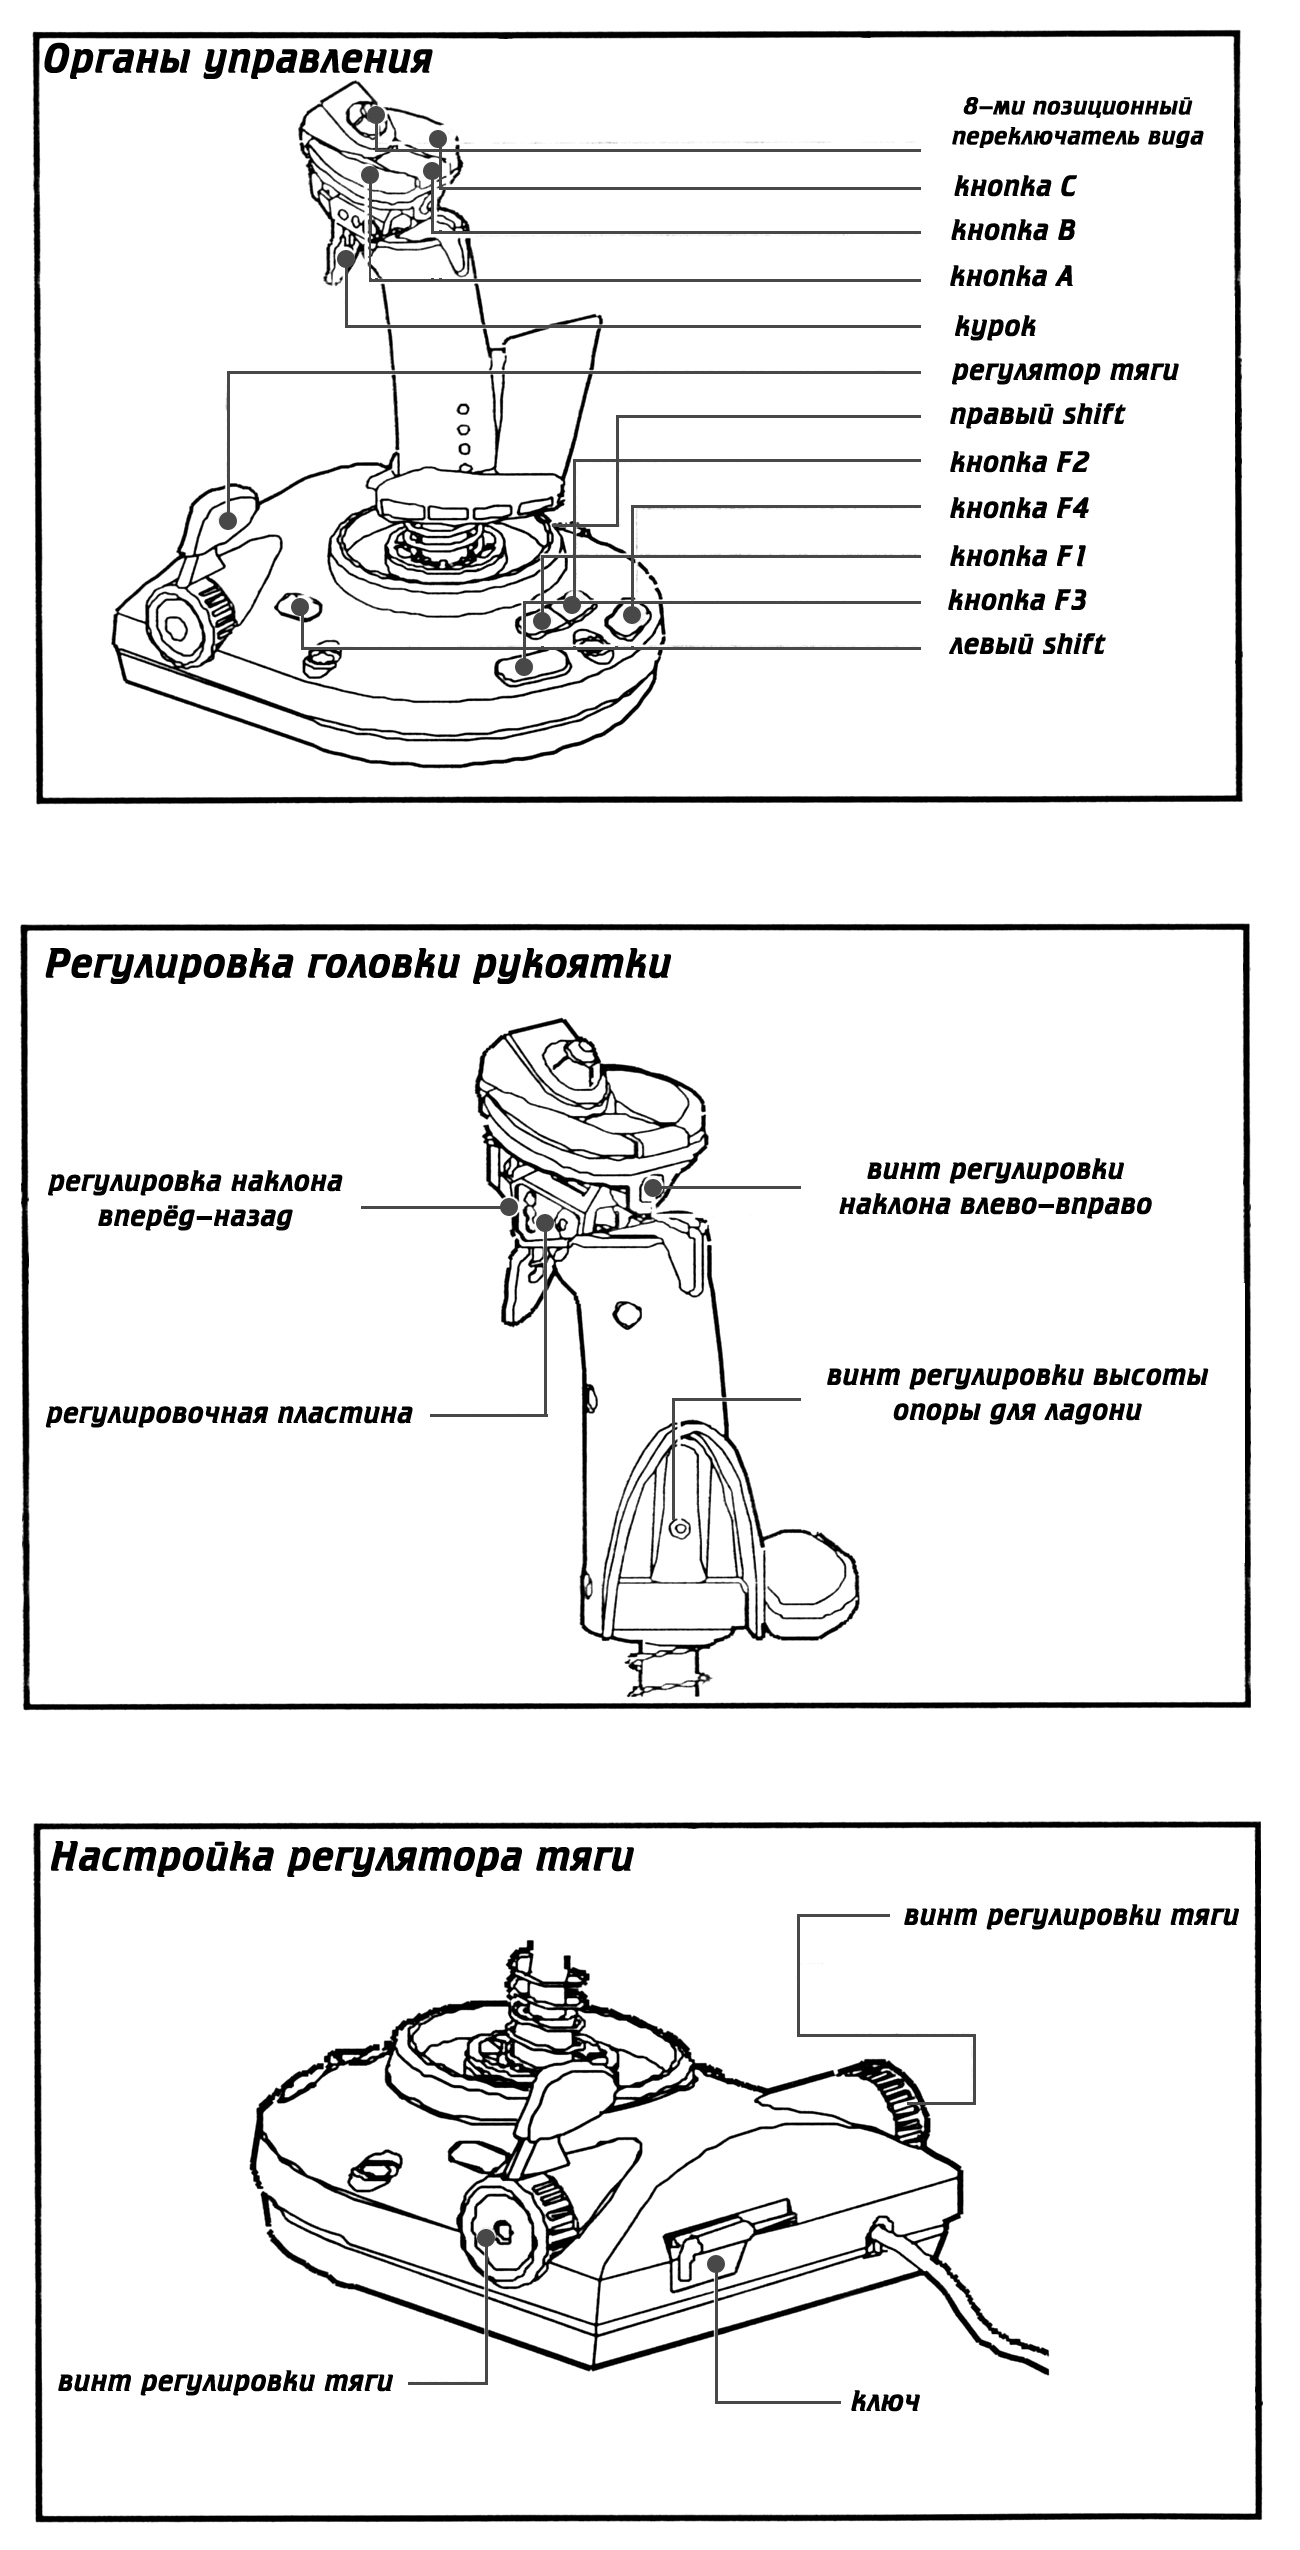 Органы управления
8-ми позиционный
переключатель вида
кнопка C
кнопка B
кнопка A
курок
регулятор тяги
правый shift
кнопка F2
кнопка F4
кнопка F1
кнопка F3
левый shift
Регулировка головки рукоятки
регулировка наклона
вперёд-назад
винт регулировки
наклона влево-вправо
регулировочная пластина
винт регулировки высоты
опоры для ладони
Настройка регулятора тяги
винт регулировки тяги
винт регулировки тяги
ключ